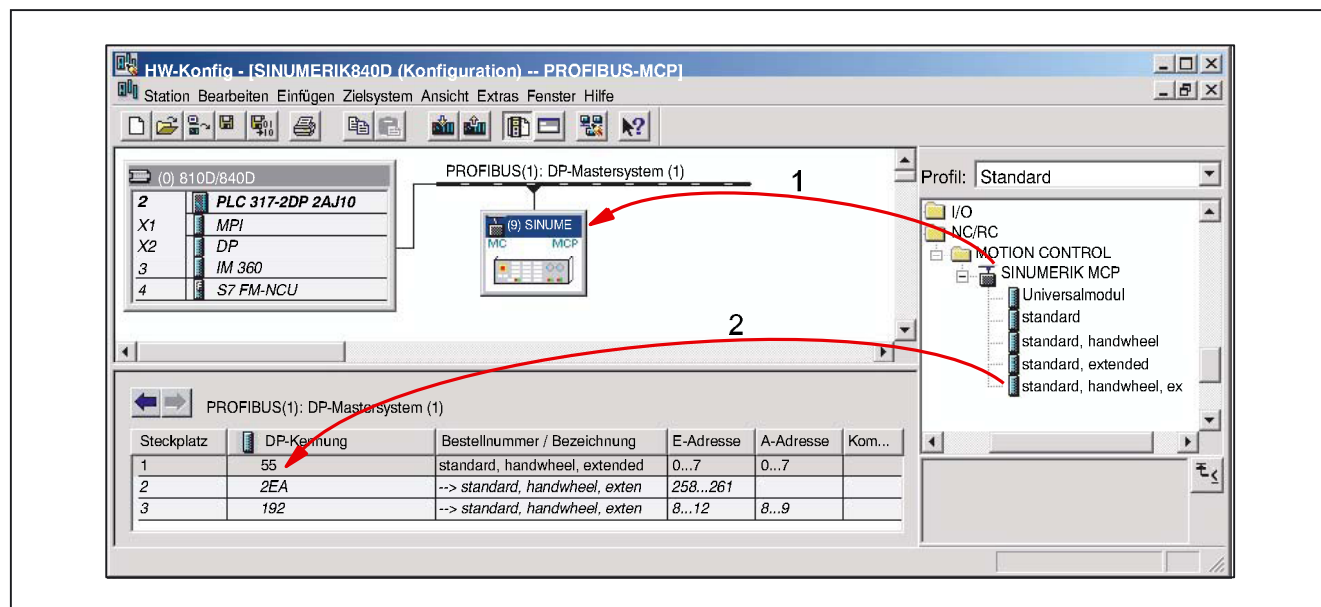 HW-Konfig - [SINUMERIK840D (Konfiguration) -- PROFIBUS-MCP]
Station Bearbeiten Einfügen Zielsystem Ansicht Extras Fenster Hilfe
(0) 810D/840D
2 PLC 317-2DP 2AJ10
X1 MPI
X2 DP
3 IM 360
4 S7 FM-NCU
PROFIBUS(1): DP-Mastersystem (1)
(9) SINUME
MC MCP
1
2
Profil: Standard
I/O
NC/RC
MOTION CONTROL
SINUMERIK MCP
Universalmodul
standard
standard, handwheel
standard, extended
standard, handwheel, ex
PROFIBUS(1): DP-Mastersystem (1)
Steckplatz DP-Kennung Bestellnummer / Bezeichnung E-Adresse A-Adresse Kom...
1 55 standard, handwheel, extended 0...7 0...7
2 2EA --> standard, handwheel, exten 258...261
3 192 --> standard, handwheel, exten 8...12 8...9